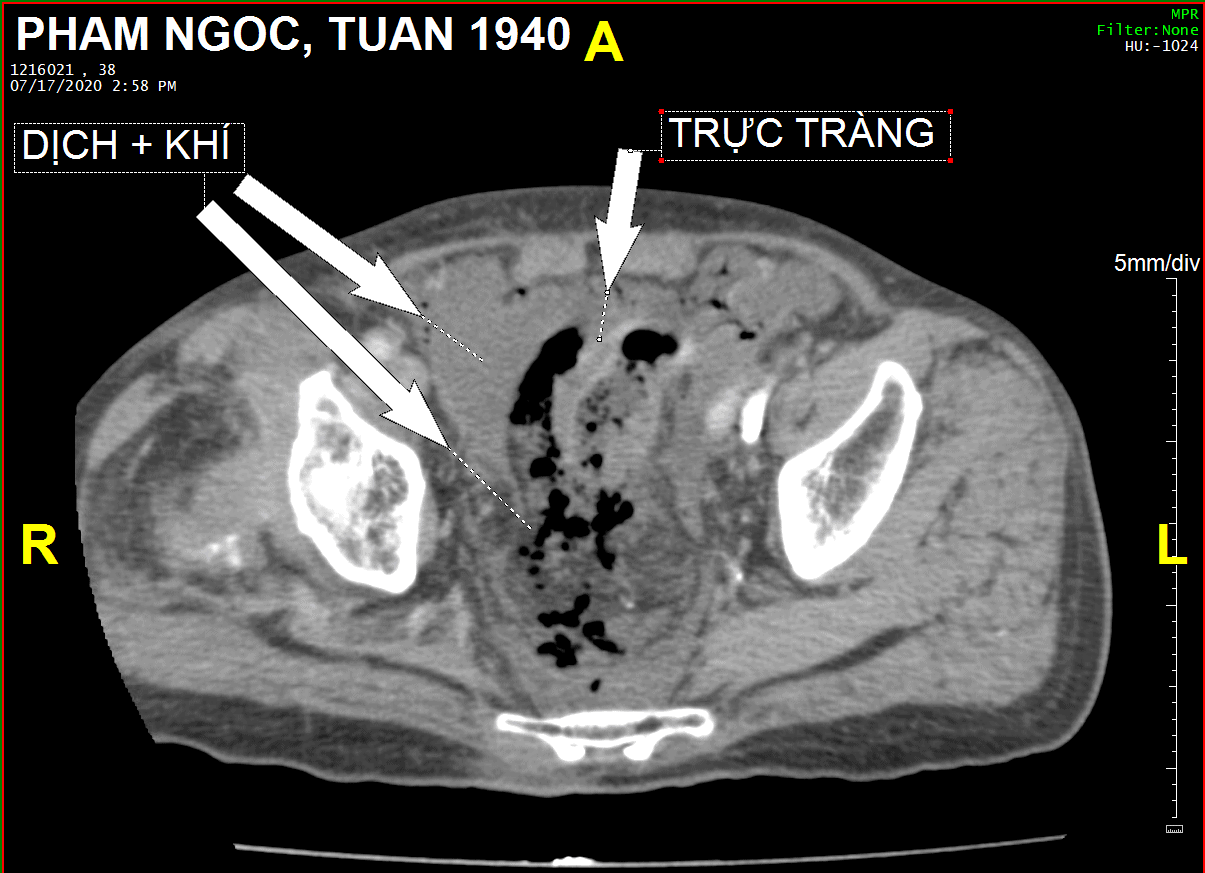 PHAM NGOC, TUAN 1940
A
MPR
Filter:None
HU:-1024
1216021 , 38
07/17/2020 2:58 PM
DỊCH + KHÍ
TRỰC TRÀNG
5mm/div
R
L